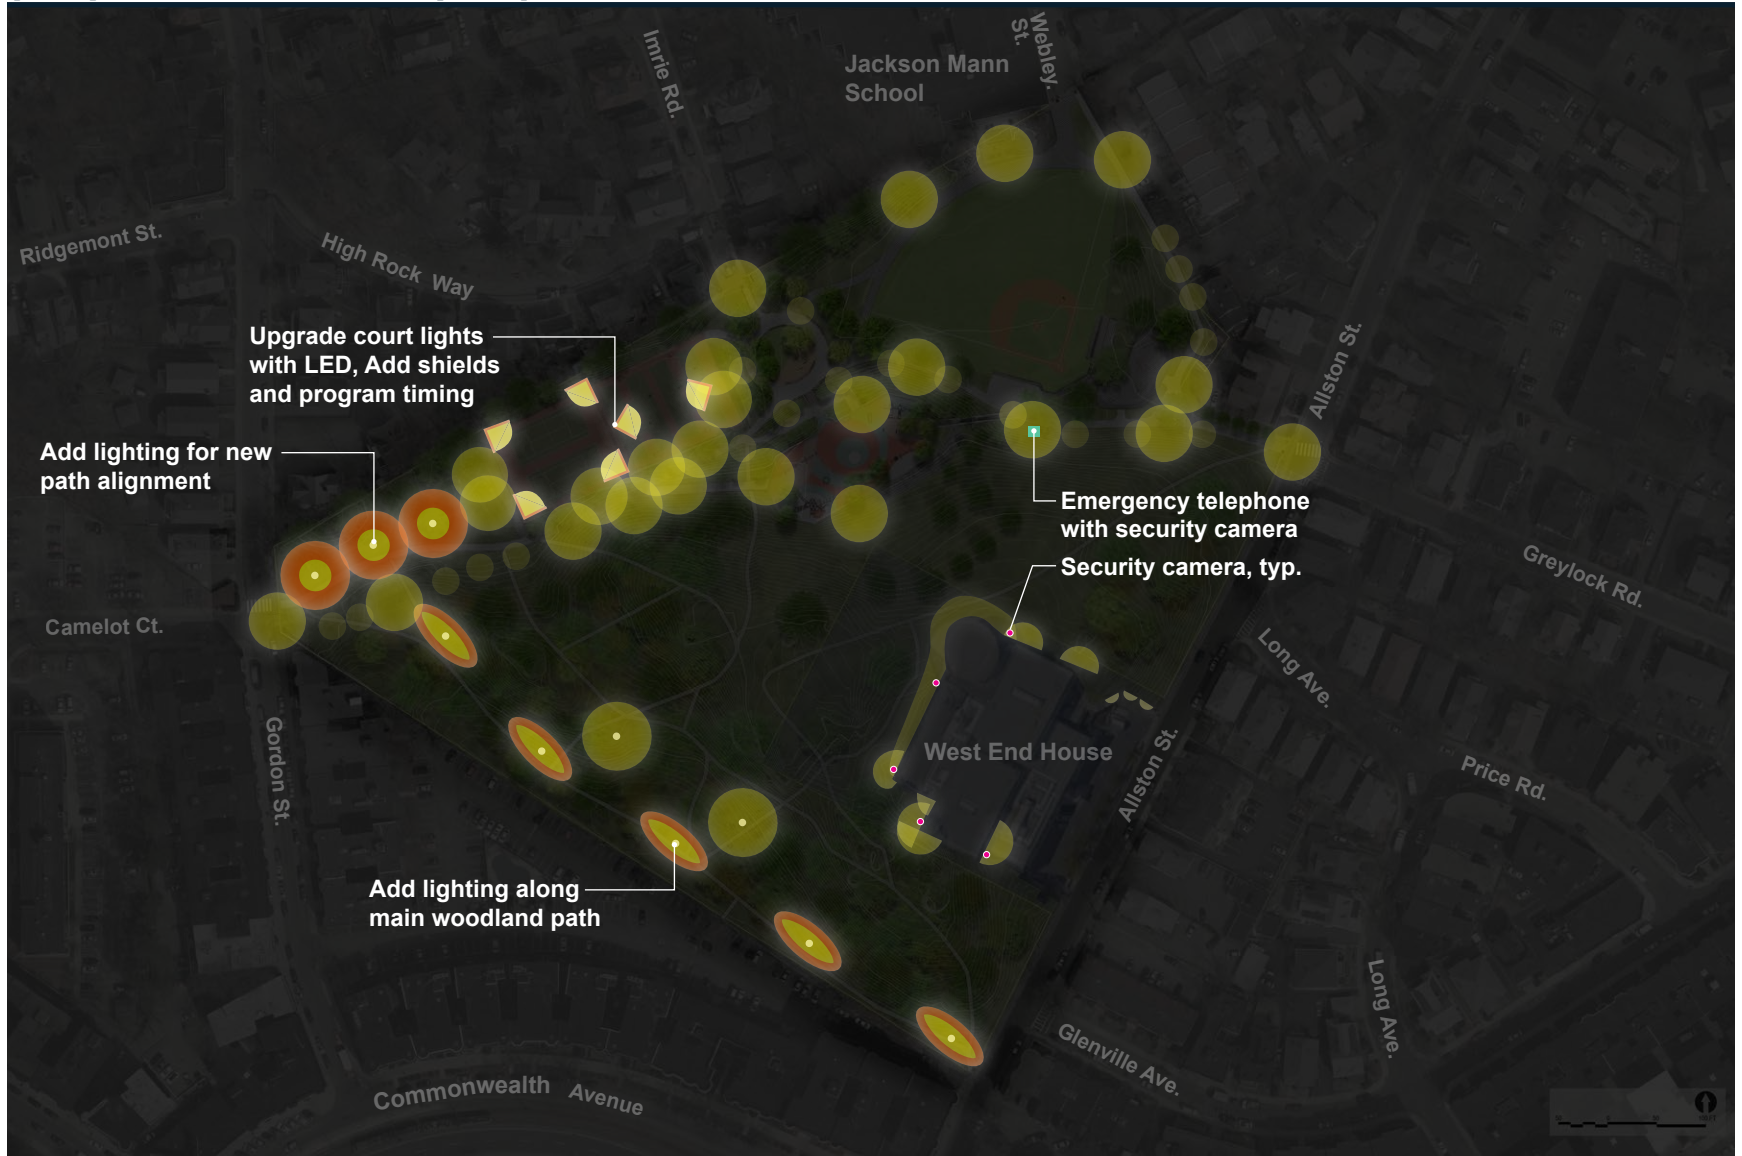 Jackson Mann
School
Webley.
St.
Imrie Rd.
Ridgemont St.
High Rock Way
Upgrade court lights
with LED, Add shields
and program timing
Add lighting for new
path alignment
Allston St.
Emergency telephone
with security camera
Security camera, typ.
Greylock Rd.
Camelot Ct.
Long Ave.
Gordon St.
West End House
Allston St.
Price Rd.
Add lighting along
main woodland path
Long Ave.
Glenville Ave.
Commonwealth Avenue